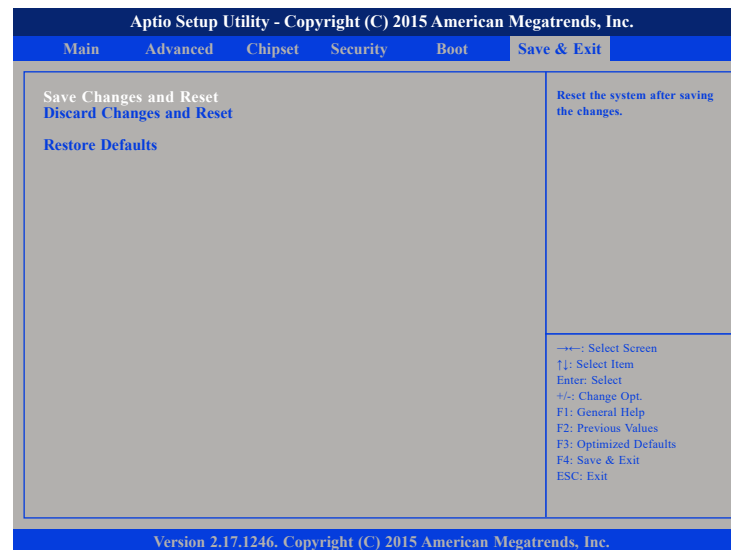 Aptio Setup Utility - Copyright (C) 2015 American Megatrends, Inc.
Main Advanced Chipset Security Boot Save & Exit
Save Changes and Reset
Discard Changes and Reset
Restore Defaults
Reset the system after saving
the changes.
→←: Select Screen
↑↓: Select Item
Enter: Select
+/-: Change Opt.
F1: General Help
F2: Previous Values
F3: Optimized Defaults
F4: Save & Exit
ESC: Exit
Version 2.17.1246. Copyright (C) 2015 American Megatrends, Inc.